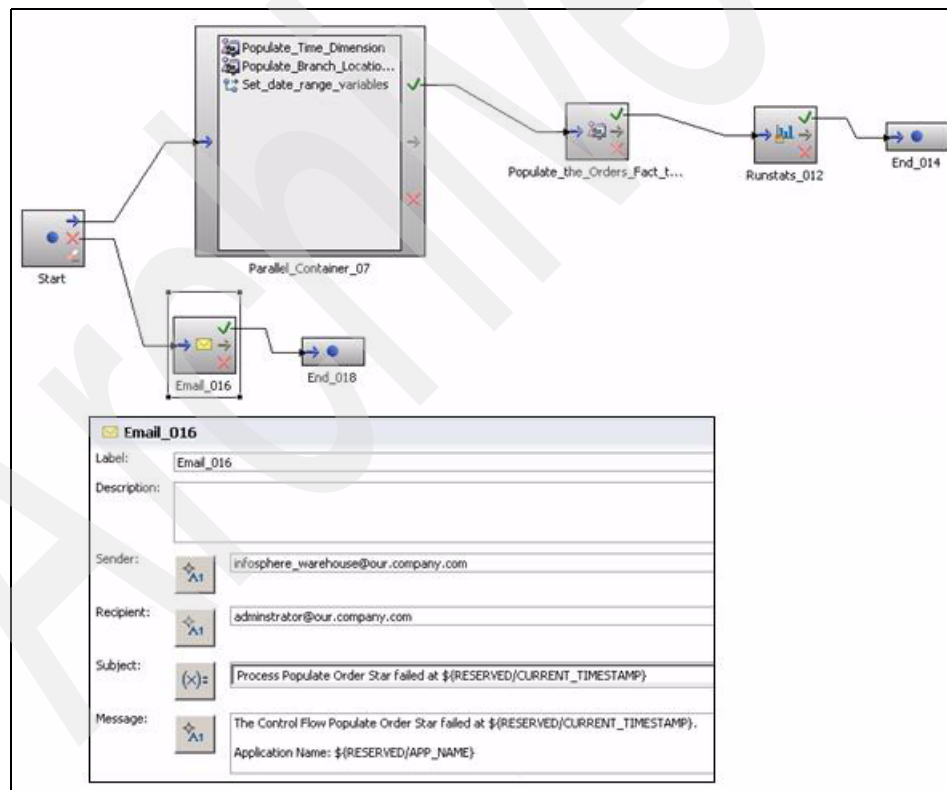 Populate_Time_Dimension
Populate_Branch_Locatio...
Set_date_range_variables
Populate_the_Orders_Fact_t...
Runstats_012
End_014
Start
Parallel_Container_07
Email_016
End_018
Email_016
Label:
Email_016
Description:
Sender:
infosphere_warehouse@our.company.com
Recipient:
adminstrator@our.company.com
Subject:
(x)=
Process Populate Order Star failed at ${RESERVED/CURRENT_TIMESTAMP}
Message:
The Control Flow Populate Order Star failed at ${RESERVED/CURRENT_TIMESTAMP}.
Application Name: ${RESERVED/APP_NAME}